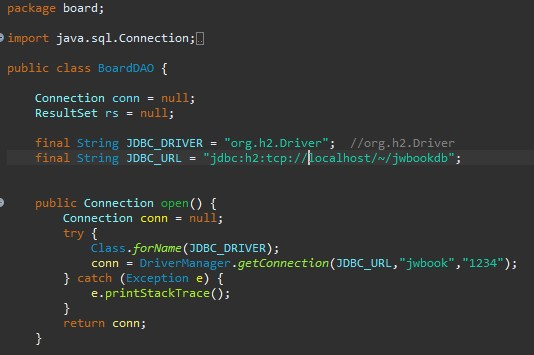 package board;
import java.sql.Connection;
public class BoardDAO {
Connection conn = null;
ResultSet rs = null;
final String JDBC_DRIVER = "org.h2.Driver";  //org.h2.Driver
final String JDBC_URL = "jdbc:h2:tcp://localhost/~/jwbookdb";
public Connection open() {
Connection conn = null;
try {
Class.forName(JDBC_DRIVER);
conn = DriverManager.getConnection(JDBC_URL,"jwbook","1234");
} catch (Exception e) {
e.printStackTrace();
}
return conn;
}